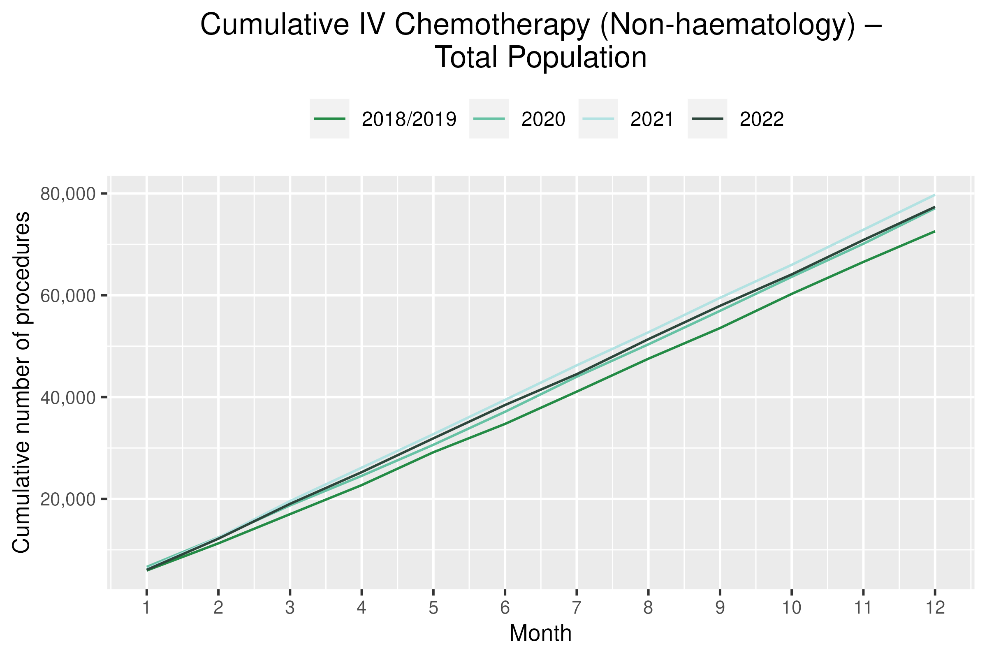 Cumulative IV Chemotherapy (Non-haematology) –
Total Population
2018/2019 2020 2021 2022
Cumulative number of procedures
80,000
60,000
40,000
20,000
1 2 3 4 5 6 7 8 9 10 11 12
Month